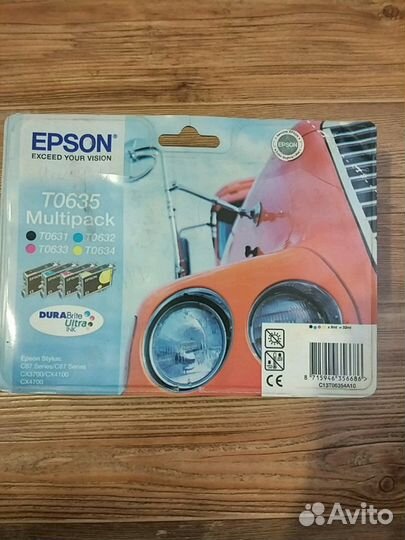 EPSON®
EXCEED YOUR VISION
T0635
Multipack
T0631 T0632
T0633 T0634
DURABrite
Ultra
INK
Epson Stylus
C67 Series/C87 Series
CX3700/CX4100
CX4700
EPSON
8 715946 356686 >
C13T06354A10
Avito